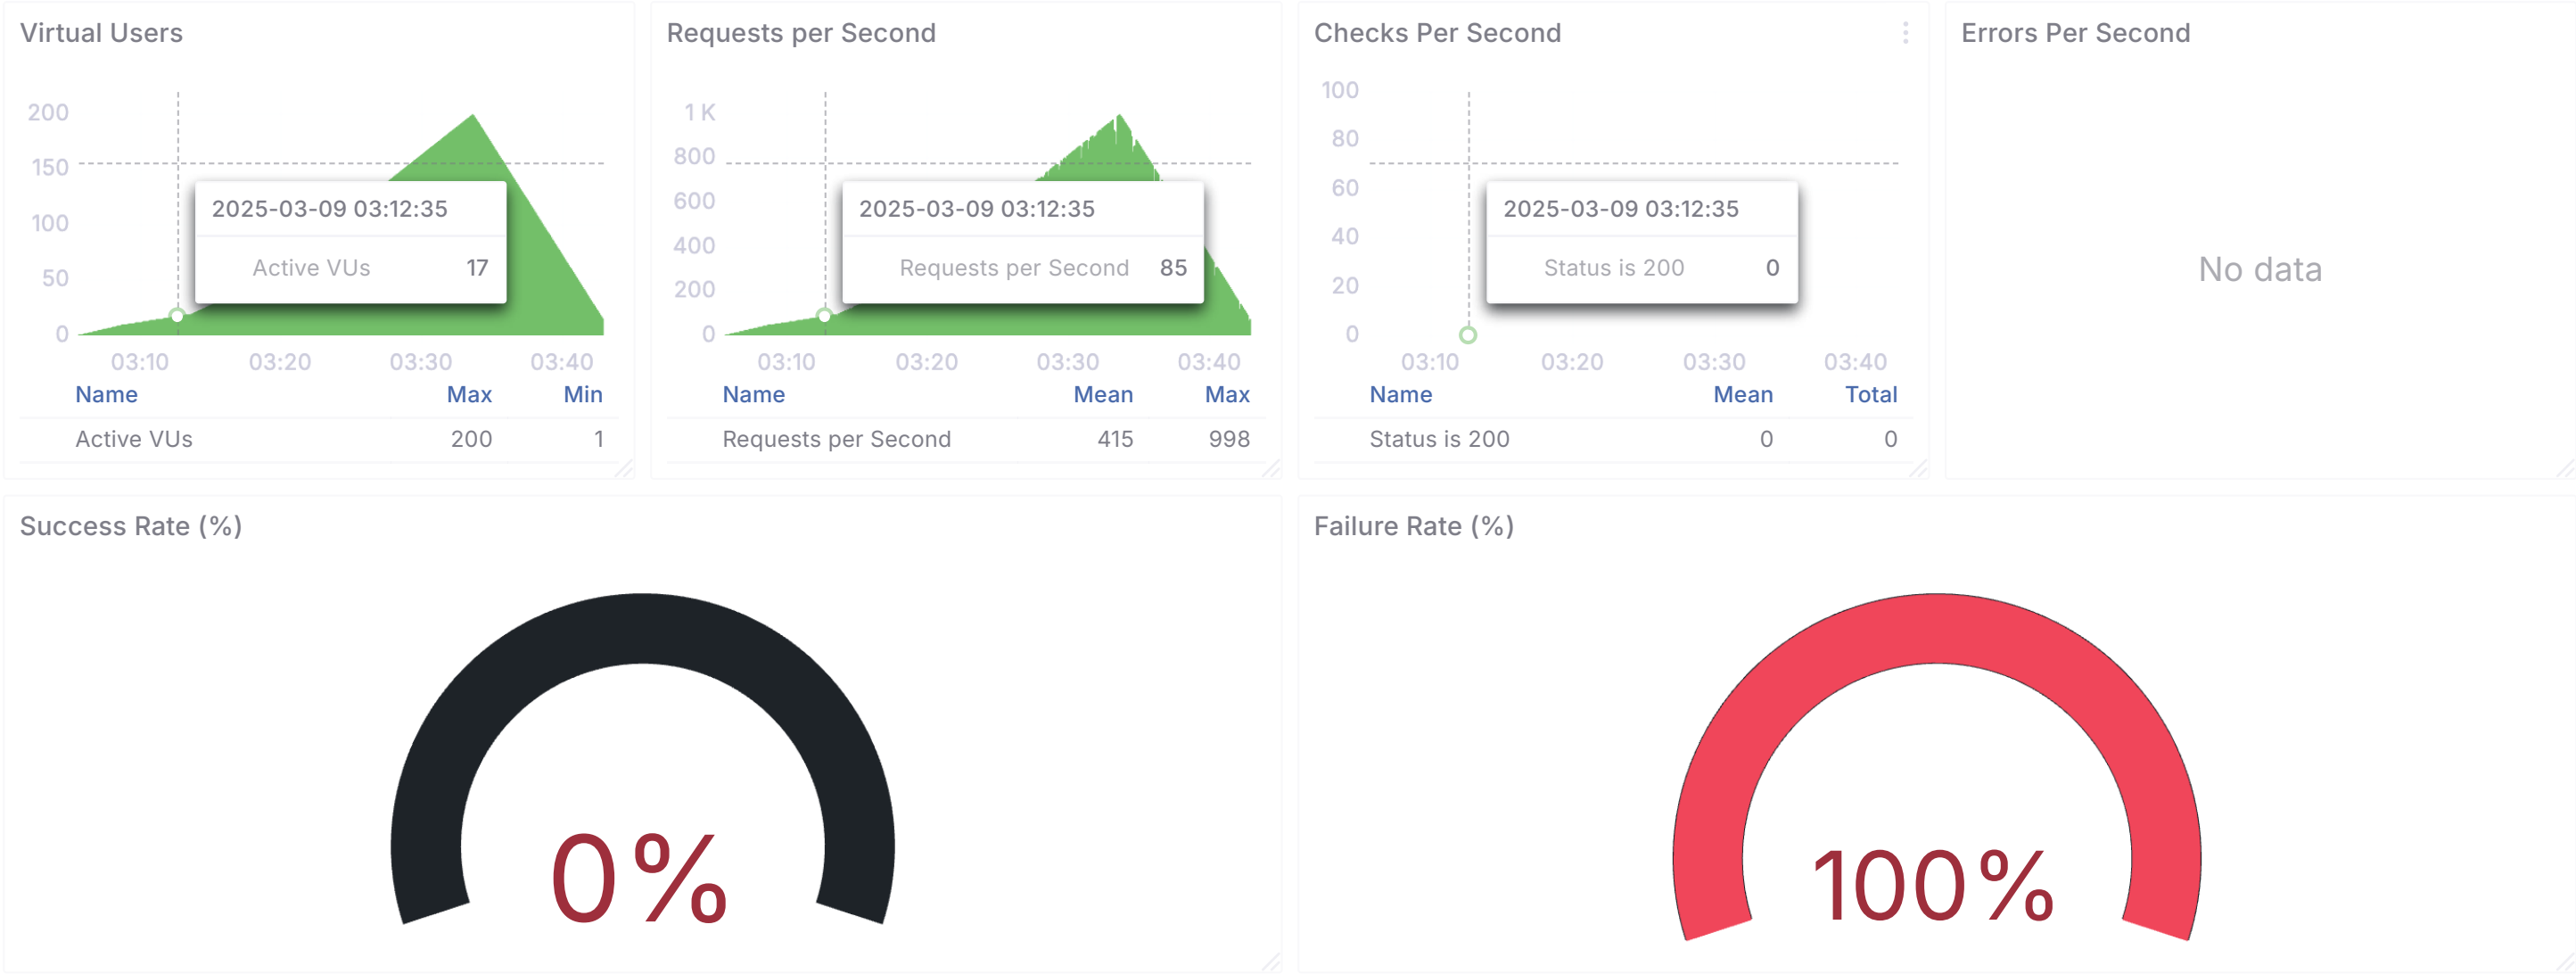 Virtual Users
200
150
100
50
0
2025-03-09 03:12:35
Active VUs 17
03:10 03:20 03:30 03:40
Name Max Min
Active VUs 200 1
Requests per Second
1 K
800
600
400
200
0
2025-03-09 03:12:35
Requests per Second 85
03:10 03:20 03:30 03:40
Name Mean Max
Requests per Second 415 998
Checks Per Second
100
80
60
40
20
0
2025-03-09 03:12:35
Status is 200 0
03:10 03:20 03:30 03:40
Name Mean Total
Status is 200 0 0
Errors Per Second
No data
Success Rate (%)
0%
Failure Rate (%)
100%